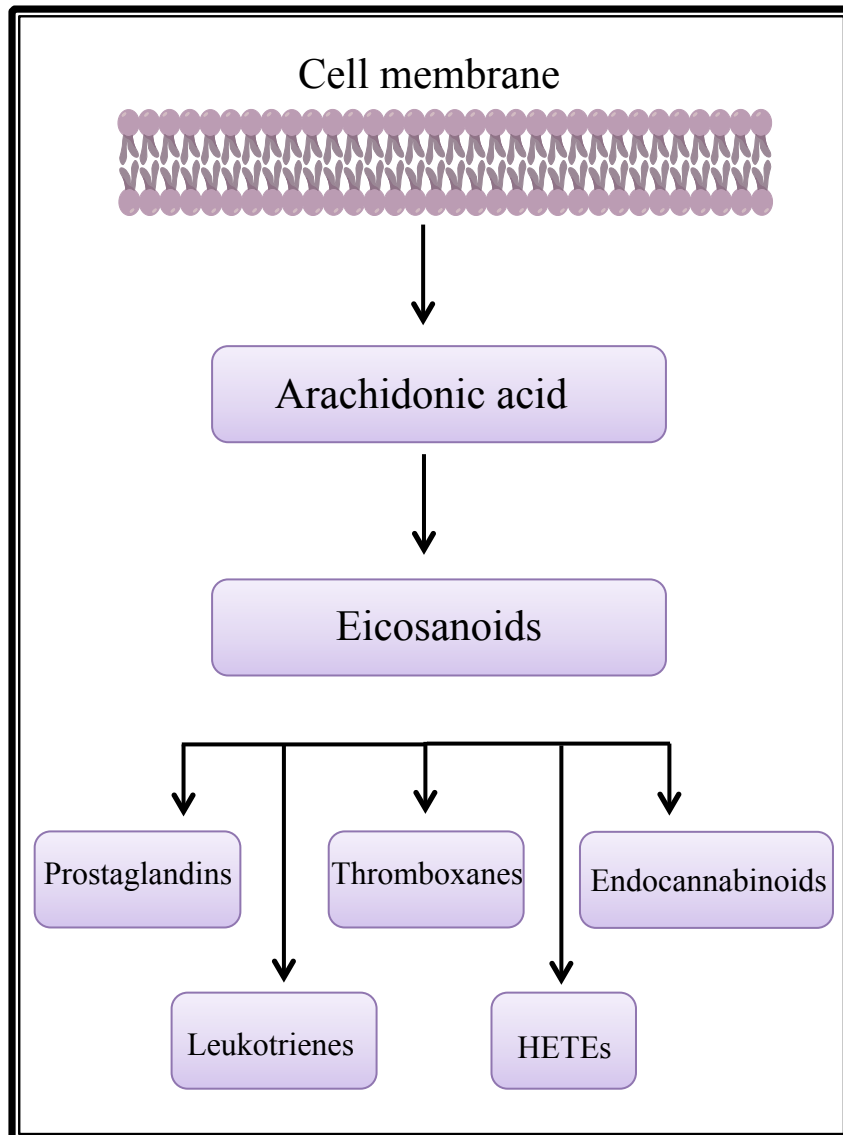 Cell membrane
Arachidonic acid
Eicosanoids
Prostaglandins
Thromboxanes
Endocannabinoids
Leukotrienes
HETEs